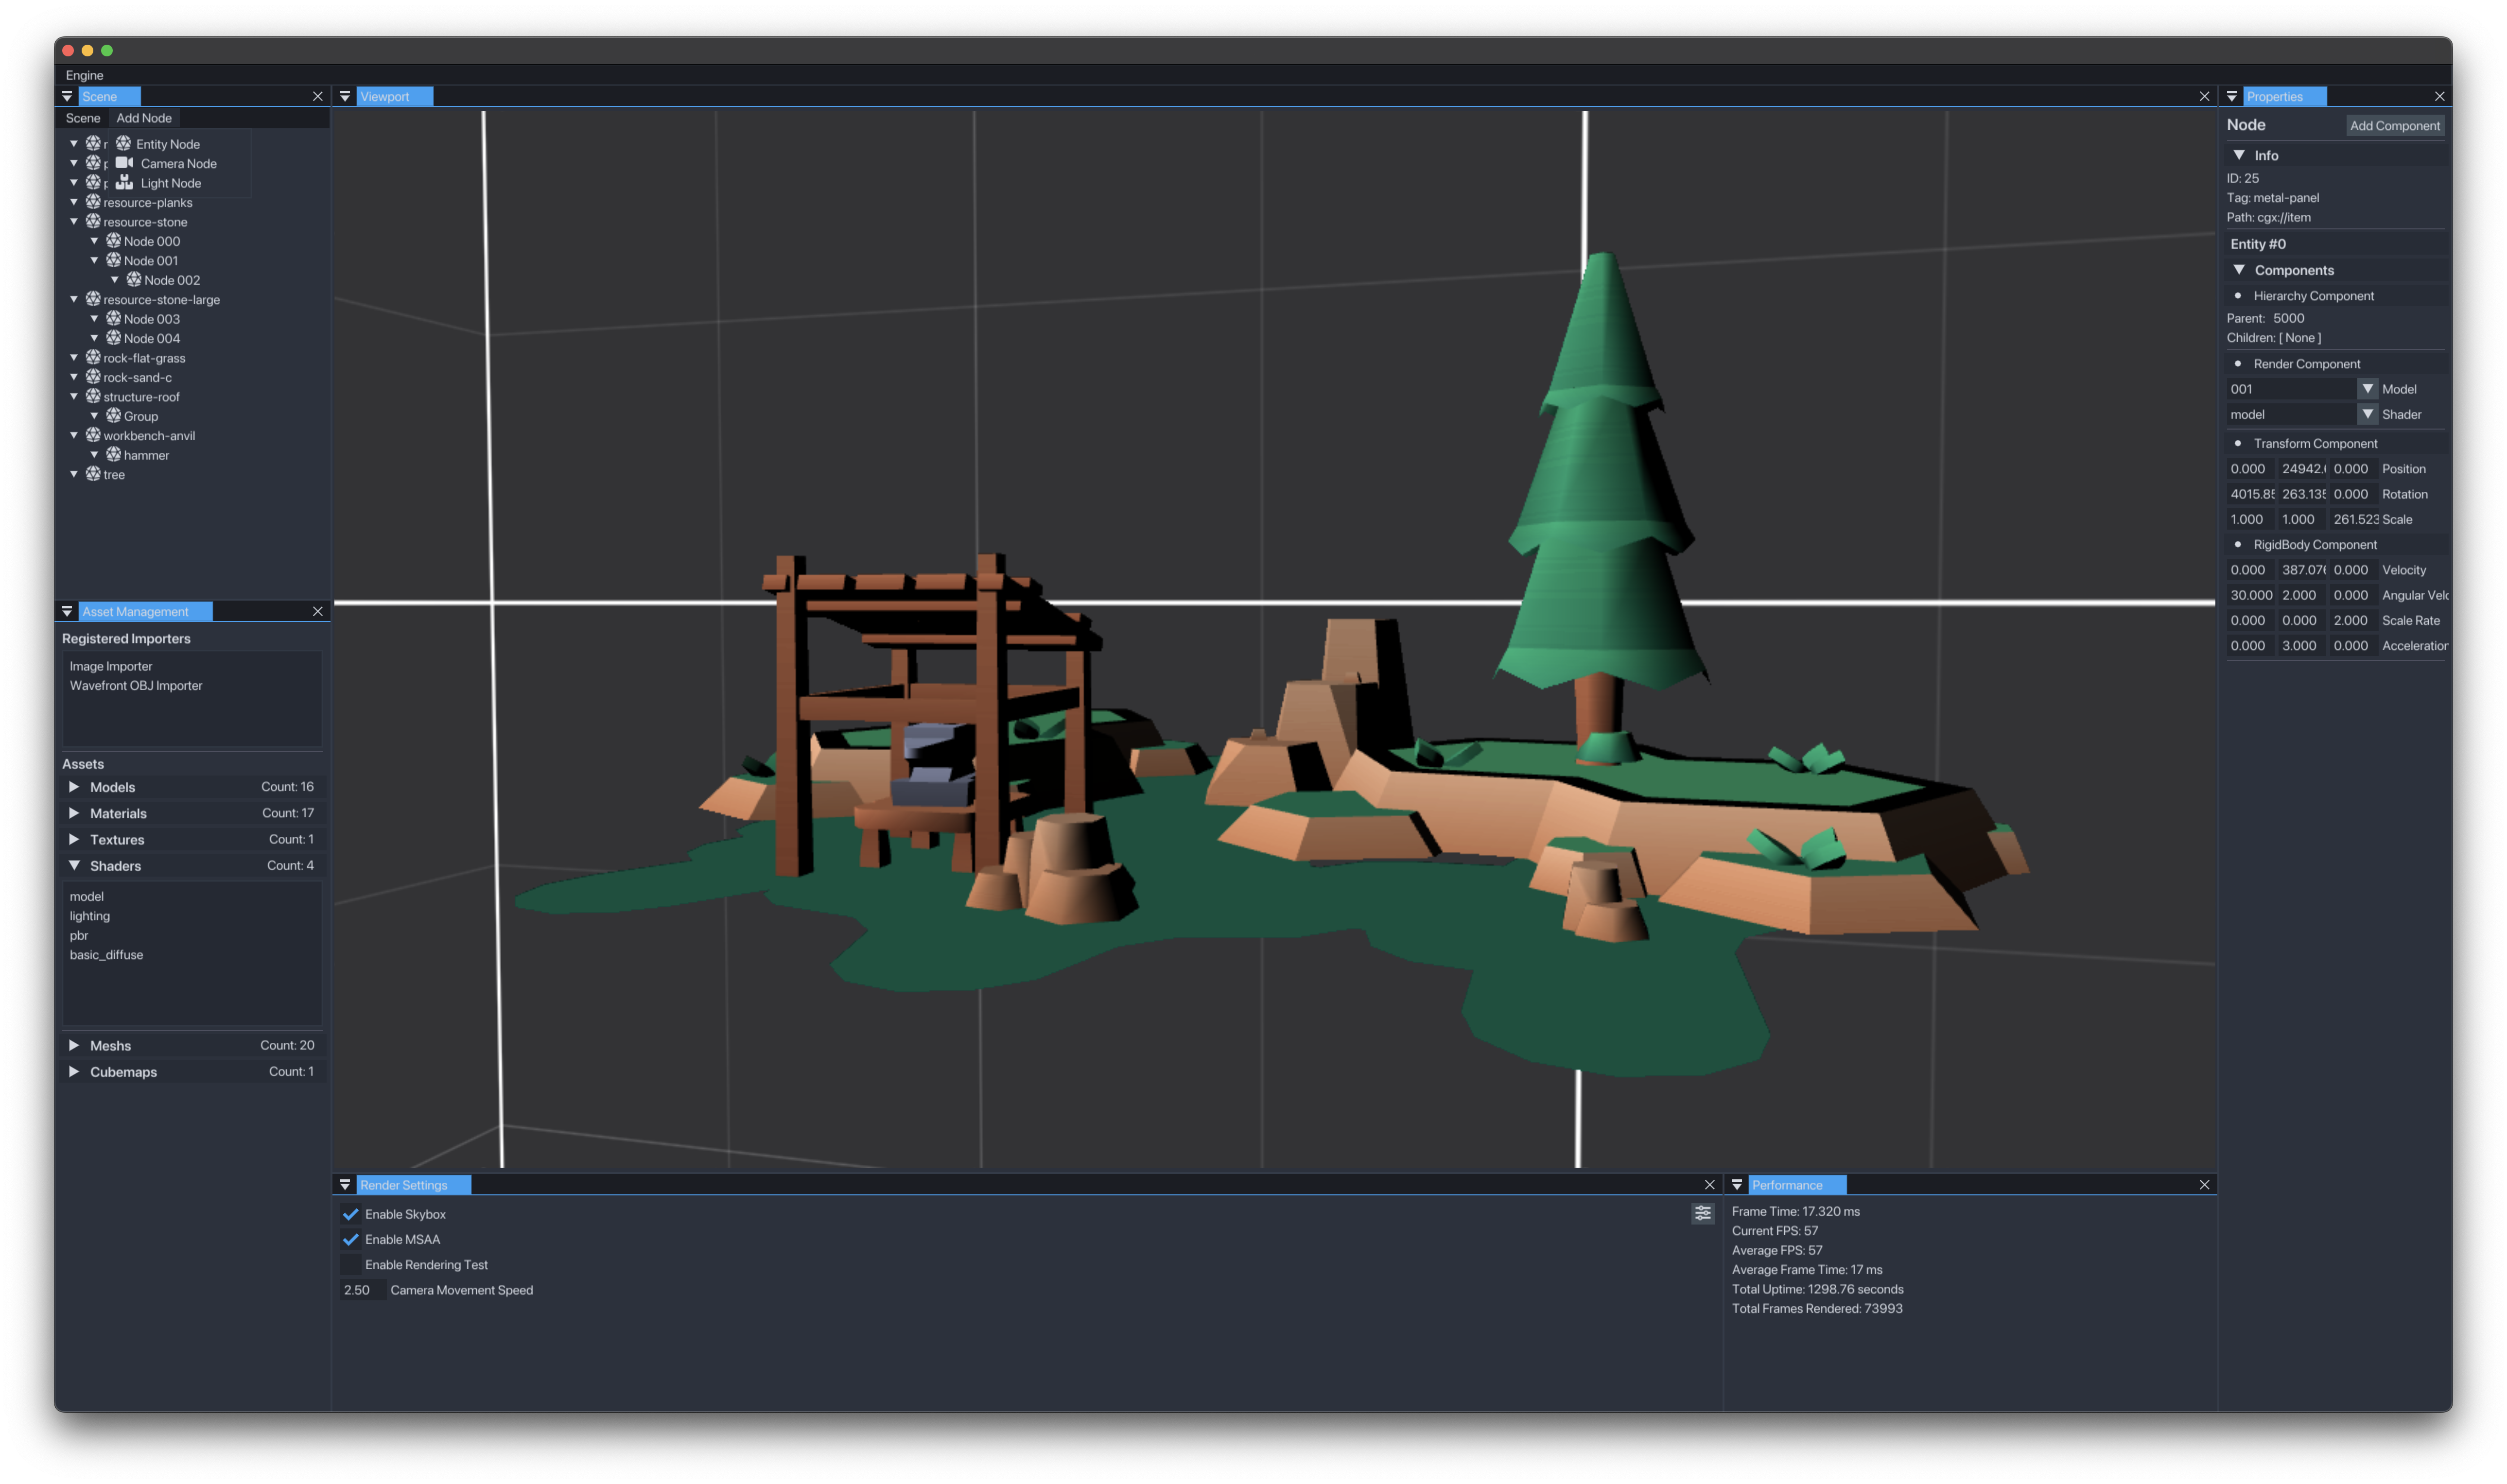 Engine
Scene
Scene Add Node
Entity Node
Camera Node
Light Node
resource-planks
resource-stone
Node 000
Node 001
Node 002
resource-stone-large
Node 003
Node 004
rock-flat-grass
rock-sand-c
structure-roof
Group
workbench-anvil
hammer
tree
Asset Management
Registered Importers
Image Importer
Wavefront OBJ Importer
Assets
Models Count: 16
Materials Count: 17
Textures Count: 1
Shaders Count: 4
model
lighting
pbr
basic_diffuse
Meshs Count: 20
Cubemaps Count: 1
Viewport
Render Settings
Enable Skybox
Enable MSAA
Enable Rendering Test
2.50 Camera Movement Speed
Performance
Frame Time: 17.320 ms
Current FPS: 57
Average FPS: 57
Average Frame Time: 17 ms
Total Uptime: 1298.76 seconds
Total Frames Rendered: 73993
Properties
Node Add Component
Info
ID: 25
Tag: metal-panel
Path: cgx://item
Entity #0
Components
Hierarchy Component
Parent: 5000
Children: [ None ]
Render Component
001 Model
model Shader
Transform Component
0.000 24942. 0.000 Position
4015.85 263.135 0.000 Rotation
1.000 1.000 261.523 Scale
RigidBody Component
0.000 387.076 0.000 Velocity
30.000 2.000 0.000 Angular Velo
0.000 0.000 2.000 Scale Rate
0.000 3.000 0.000 Acceleration